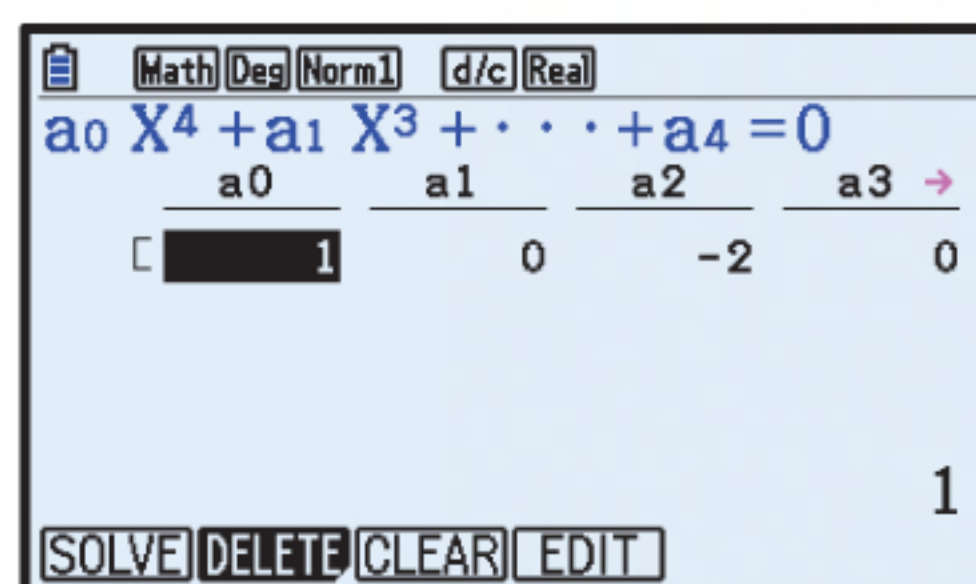 Math Deg Norm1 d/c Real
a₀ X⁴ +a₁ X³ +···+a₄ =0
a0 a1 a2 a3 →
[ 1 0 -2 0
1
SOLVE DELETE CLEAR EDIT